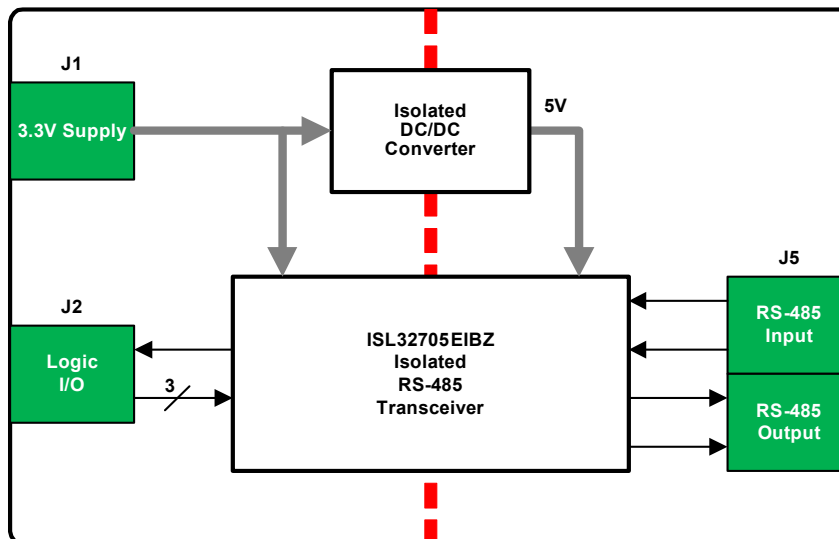 J1
3.3V Supply
Isolated
DC/DC
Converter
5V
J2
Logic
I/O
3
ISL32705EIBZ
Isolated
RS-485
Transceiver
J5
RS-485
Input
RS-485
Output